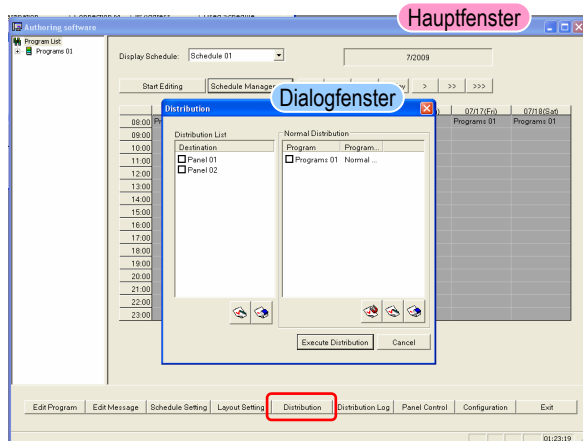 Hauptfenster
Authoring software
Program List
Programs 01
Display Schedule: Schedule 01 7/2009
Start Editing Schedule Manage > >> >>>
Dialogfenster
Distribution
07/17(Fri) 07/18(Sat)
Programs 01 Programs 01
08:00
09:00
10:00
11:00
12:00
13:00
14:00
15:00
16:00
17:00
18:00
19:00
20:00
21:00
22:00
23:00
Distribution List
Destination
Panel 01
Panel 02
Normal Distribution
Program Program...
Programs 01 Normal ...
Execute Distribution Cancel
Edit Program Edit Message Schedule Setting Layout Setting Distribution Distribution Log Panel Control Configuration Exit
01:23:19